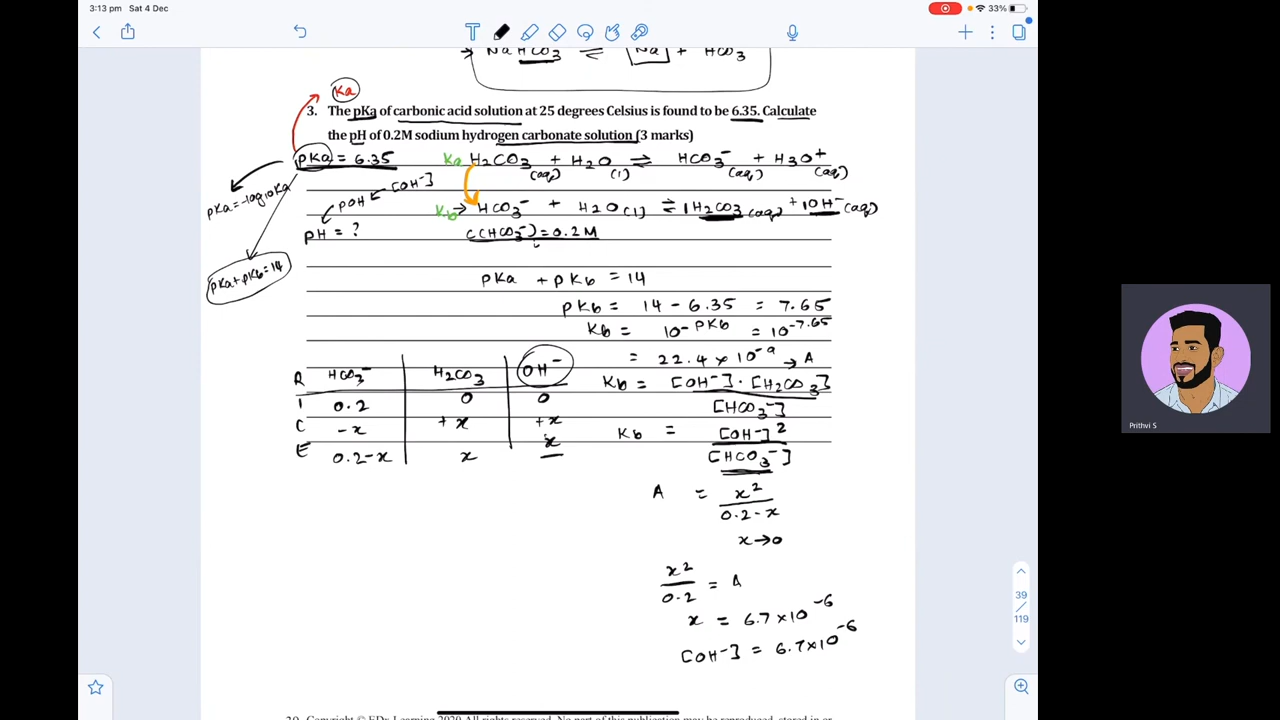 3:13 pm Sat 4 Dec
33%
→ NaHCO3 ⇌ Na + HCO3
Ka
3. The pKa of carbonic acid solution at 25 degrees Celsius is found to be 6.35. Calculate
the pH of 0.2M sodium hydrogen carbonate solution (3 marks)
pKa = 6.35
Ka H2CO3 (aq) + H2O (l) ⇌ HCO3- (aq) + H3O+ (aq)
pKa = -log10Ka
pOH ← [OH-]
Kb → HCO3- + H2O(l) ⇌ 1H2CO3(aq) + 1OH-(aq)
pH = ?
C(HCO3-) = 0.2M
pKa+pKb=14
pKa + pKb = 14
pKb = 14 - 6.35 = 7.65
Kb = 10-pKb = 10-7.65
= 22.4 × 10-9 → A
R HCO3- H2CO3 OH-
I 0.2 0 0
C -x +x +x
E 0.2-x x x
Kb = [OH-]·[H2CO3]
[HCO3-]
Kb = [OH-]2
[HCO3-]
A = x2
0.2-x
x→0
x2
0.2 = A
x = 6.7×10-6
[OH-] = 6.7×10-6
39
/
119
Prithvi S